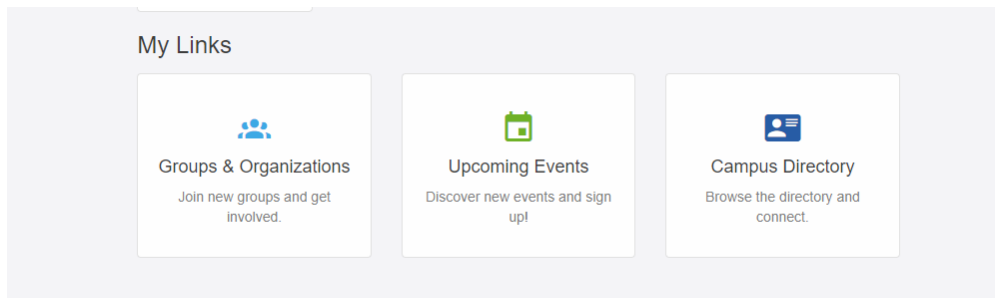 My Links
Groups & Organizations
Join new groups and get
involved.
Upcoming Events
Discover new events and sign
up!
Campus Directory
Browse the directory and
connect.